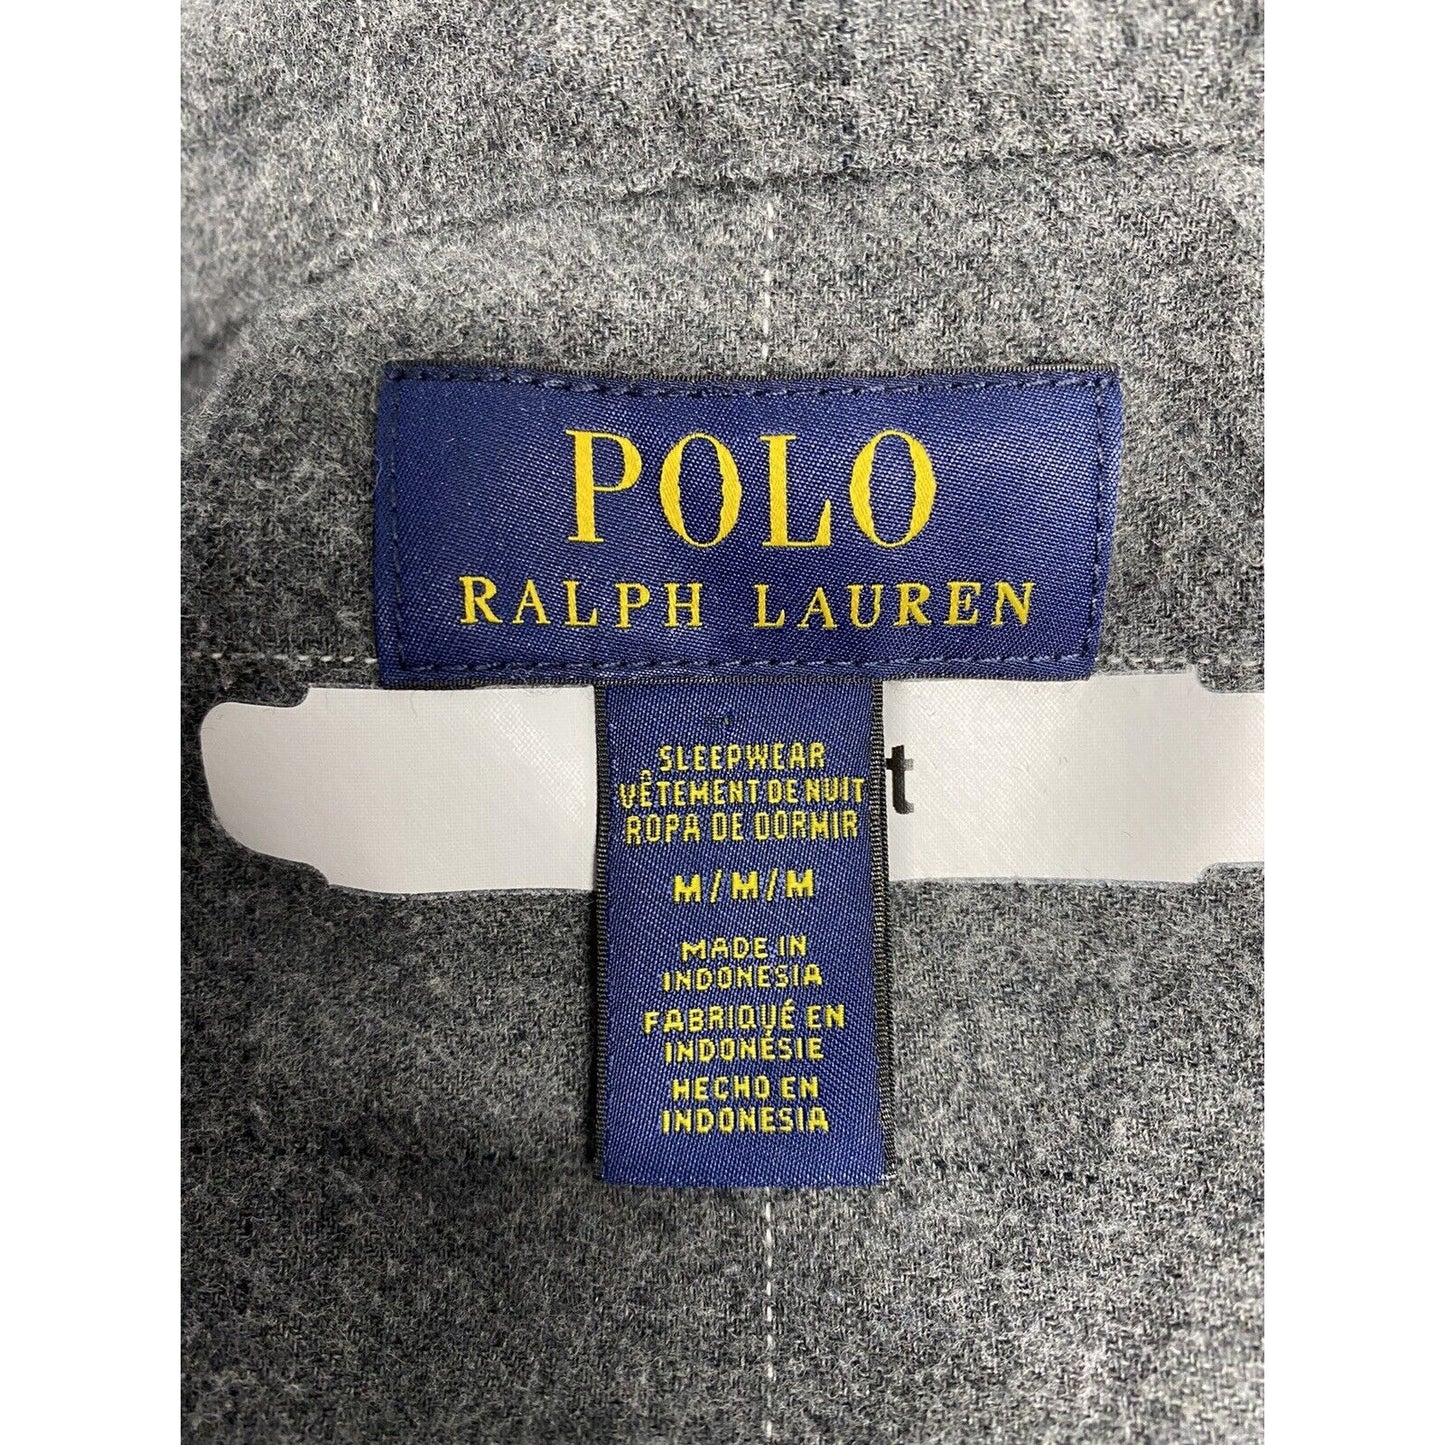 POLO
RALPH LAUREN
SLEEPWEAR
VÊTEMENT DE NUIT
ROPA DE DORMIR
t
M/M/M
MADE IN
INDONESIA
FABRIQUÉ EN
INDONÉSIE
HECHO EN
INDONESIA